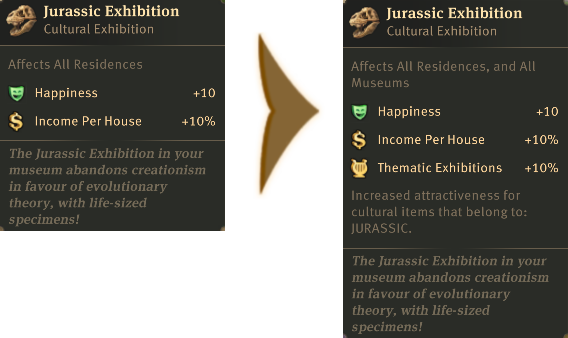 Jurassic Exhibition
Cultural Exhibition
Affects All Residences
Happiness +10
Income Per House +10%
The Jurassic Exhibition in your
museum abandons creationism
in favour of evolutionary
theory, with life-sized
specimens!
Jurassic Exhibition
Cultural Exhibition
Affects All Residences, and All
Museums
Happiness +10
Income Per House +10%
Thematic Exhibitions +10%
Increased attractiveness for
cultural items that belong to:
JURASSIC.
The Jurassic Exhibition in your
museum abandons creationism
in favour of evolutionary
theory, with life-sized
specimens!